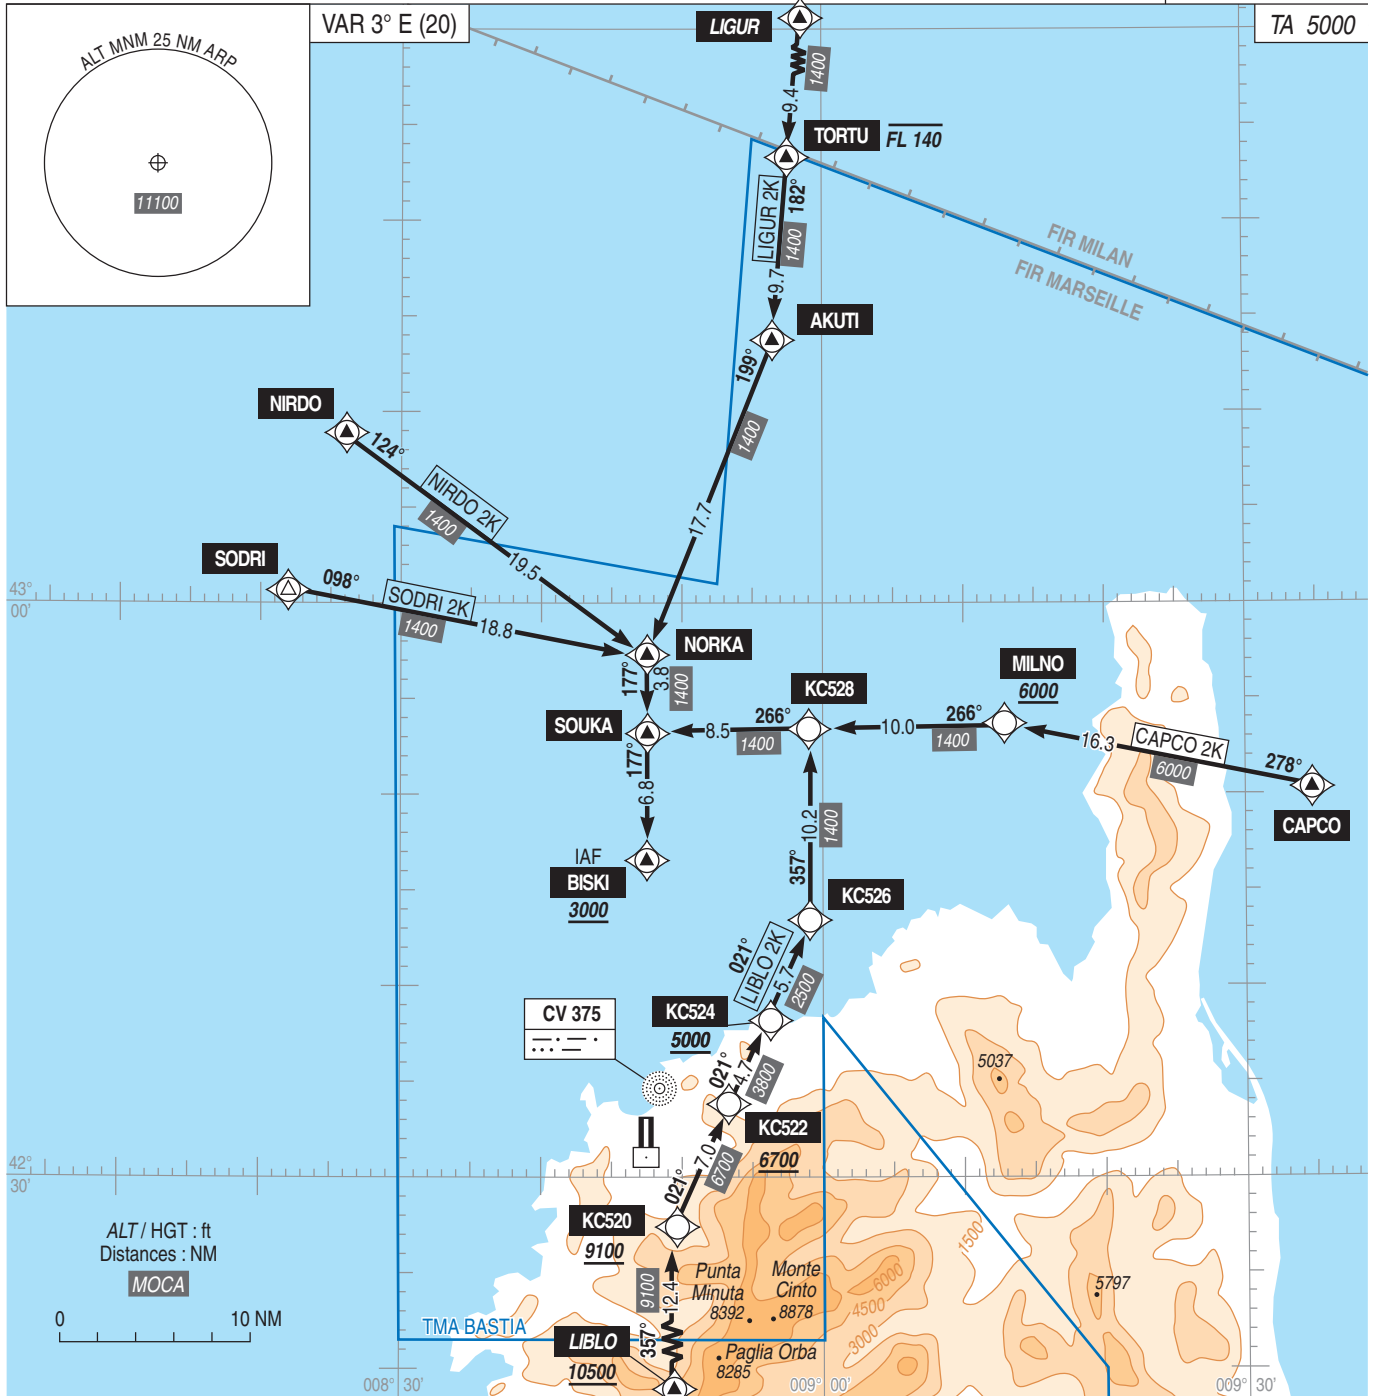 VAR 3° E (20)
TA 5000
ALT MNM 25 NM ARP
11100
LIGUR
1400
9.4
TORTU
FL 140
182°
LIGUR 2K
1400
9.7
FIR MILAN
FIR MARSEILLE
AKUTI
199°
1400
17.7
NIRDO
124°
NIRDO 2K
1400
19.5
SODRI
098°
SODRI 2K
1400
18.8
43°
00'
NORKA
177°
3.8
1400
MILNO
6000
KC528
SOUKA
8.5
266°
1400
10.0
266°
1400
16.3
CAPCO 2K
6000
278°
CAPCO
177°
6.8
10.2
1400
357°
IAF
BISKI
3000
KC526
021°
LIBLO 2K
5.7
2500
CV 375
KC524
5000
5037
021°
4.7
3800
KC522
6700
42°
30'
021°
7.0
6700
KC520
9100
ALT / HGT : ft
Distances : NM
MOCA
0
10 NM
9100
12.4
357°
Punta
Minuta
8392
Monte
Cinto
8878
1500
6000
4500
3000
5797
TMA BASTIA
LIBLO
10500
Paglia Orba
8285
008° 30'
009° 00'
009° 30'